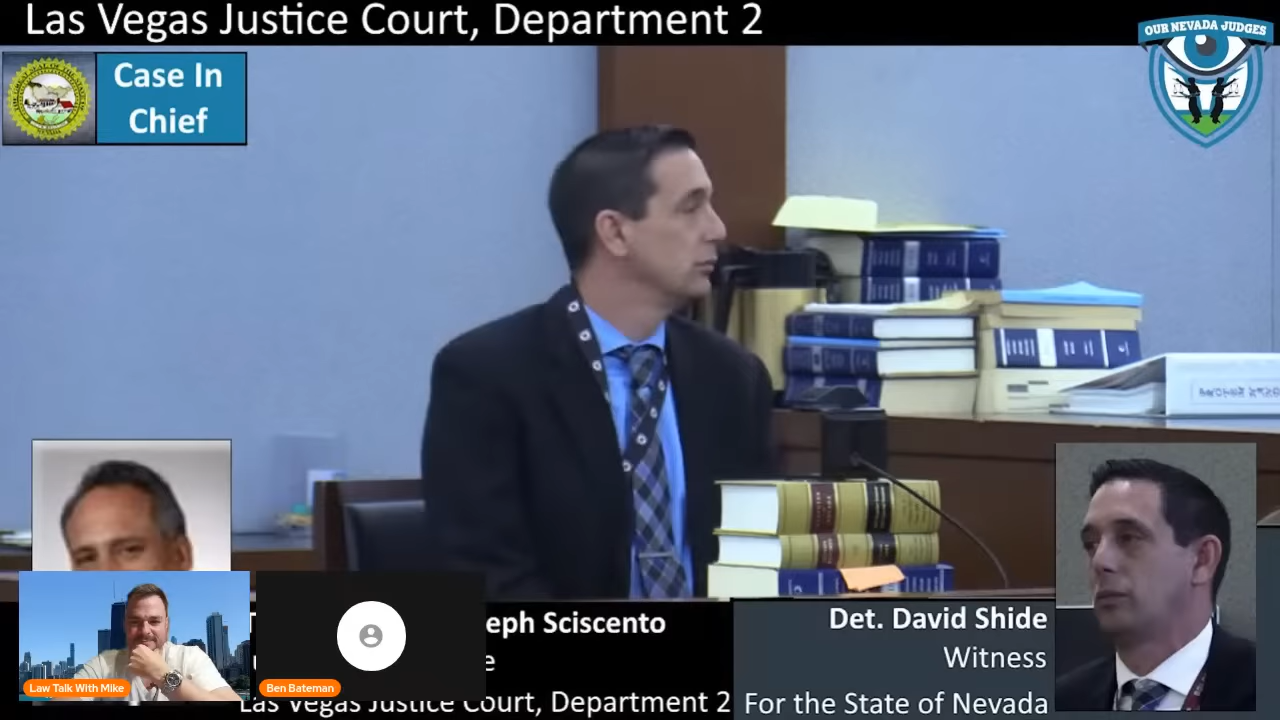 Las Vegas Justice Court, Department 2
OUR NEVADA JUDGES
Case In
Chief
eph Sciscento
Det. David Shide
e
Witness
Las Vegas Justice Court, Department 2
For the State of Nevada
Law Talk With Mike
Ben Bateman